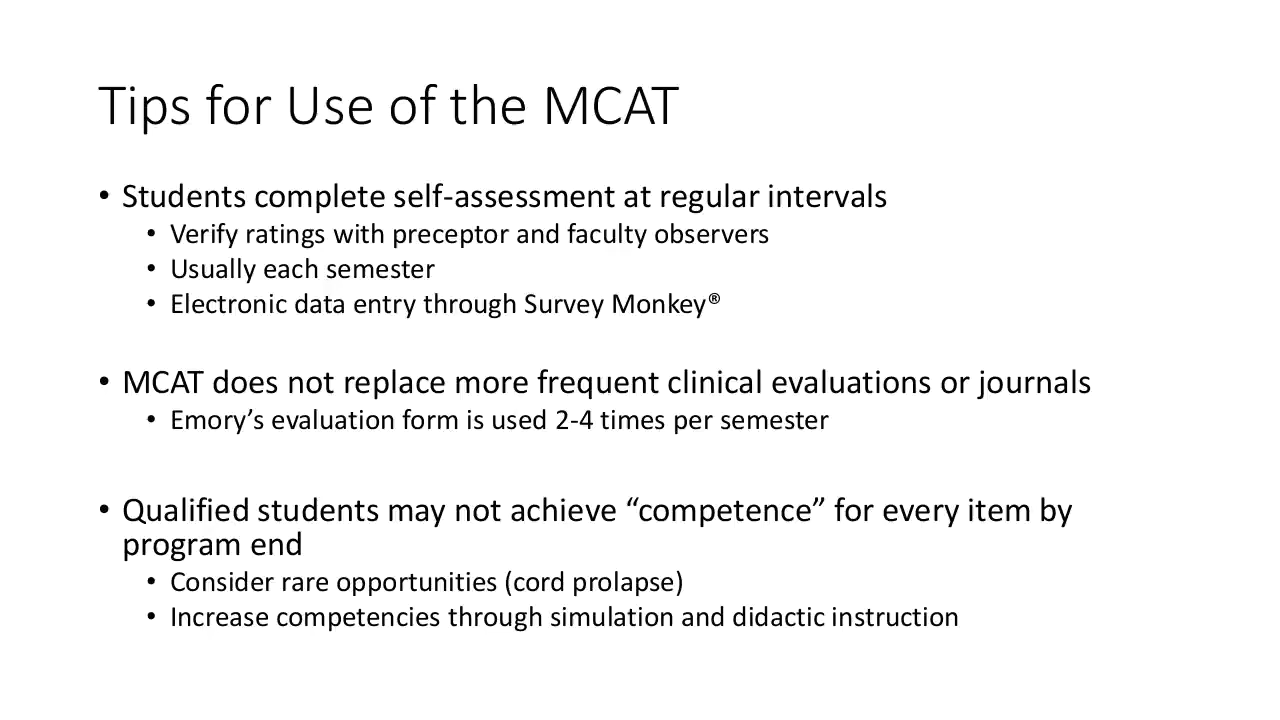 Tips for Use of the MCAT
• Students complete self-assessment at regular intervals
• Verify ratings with preceptor and faculty observers
• Usually each semester
• Electronic data entry through Survey Monkey®
• MCAT does not replace more frequent clinical evaluations or journals
• Emory’s evaluation form is used 2-4 times per semester
• Qualified students may not achieve “competence” for every item by
program end
• Consider rare opportunities (cord prolapse)
• Increase competencies through simulation and didactic instruction